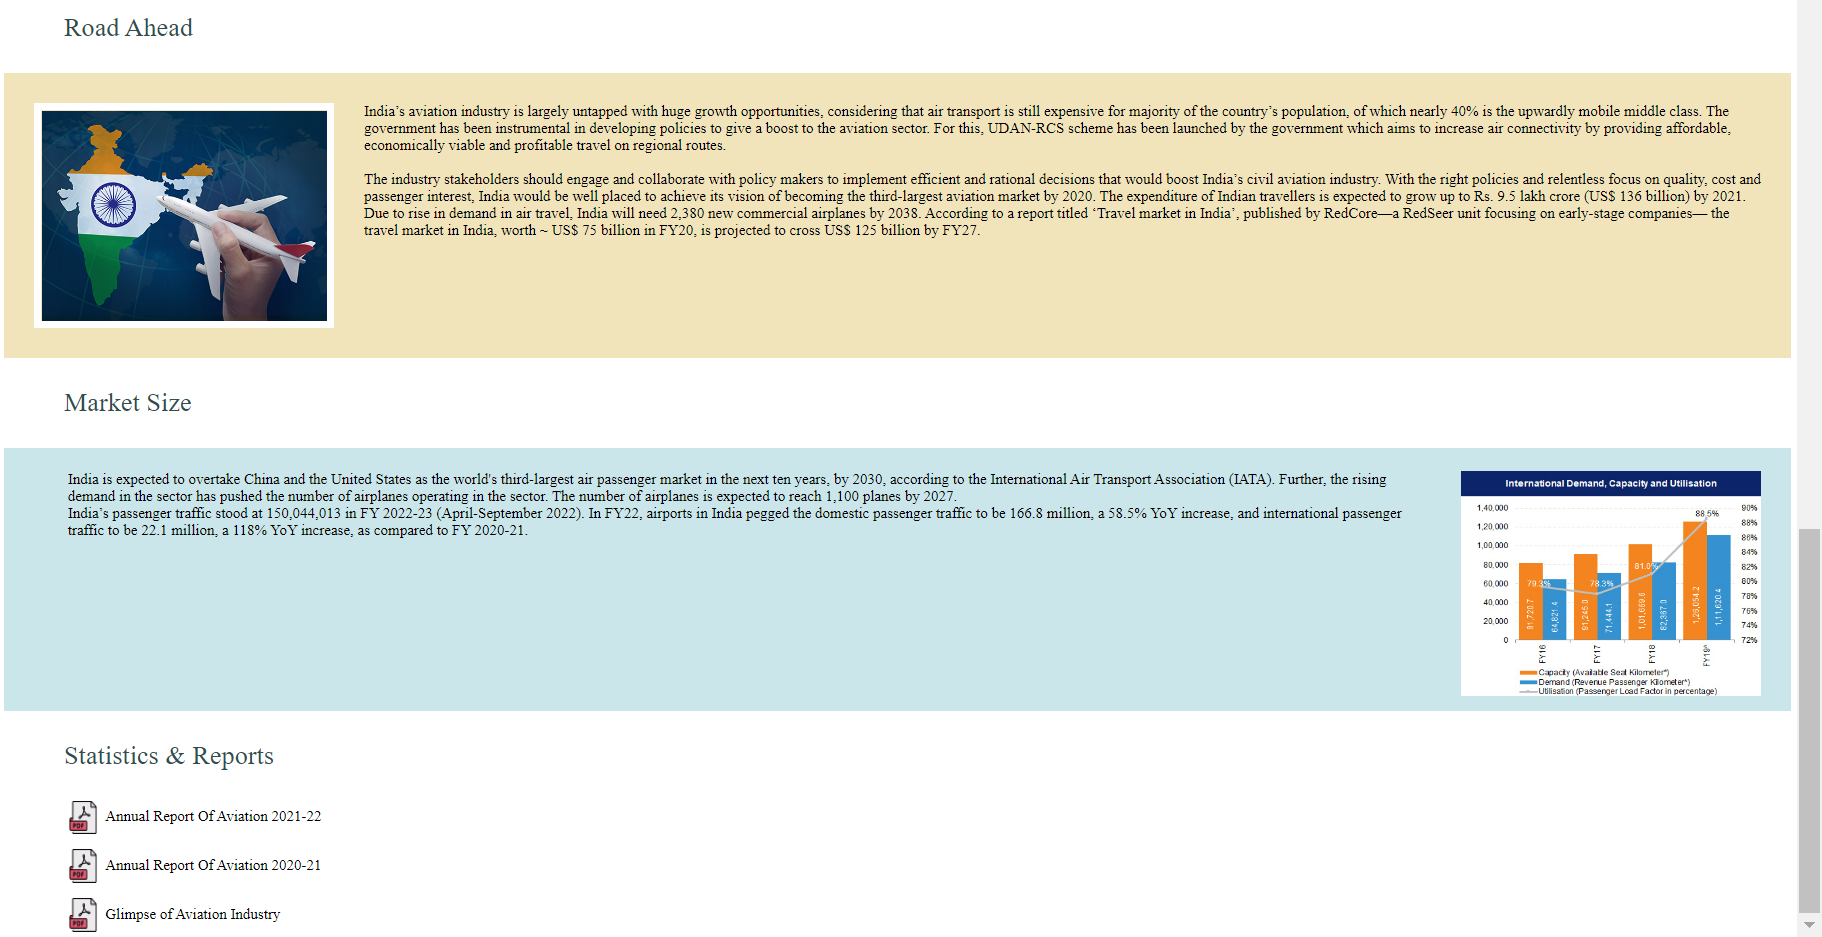 Road Ahead
India’s aviation industry is largely untapped with huge growth opportunities, considering that air transport is still expensive for majority of the country’s population, of which nearly 40% is the upwardly mobile middle class. The
government has been instrumental in developing policies to give a boost to the aviation sector. For this, UDAN-RCS scheme has been launched by the government which aims to increase air connectivity by providing affordable,
economically viable and profitable travel on regional routes.
The industry stakeholders should engage and collaborate with policy makers to implement efficient and rational decisions that would boost India’s civil aviation industry. With the right policies and relentless focus on quality, cost and
passenger interest, India would be well placed to achieve its vision of becoming the third-largest aviation market by 2020. The expenditure of Indian travellers is expected to grow up to Rs. 9.5 lakh crore (US$ 136 billion) by 2021.
Due to rise in demand in air travel, India will need 2,380 new commercial airplanes by 2038. According to a report titled ‘Travel market in India’, published by RedCore—a RedSeer unit focusing on early-stage companies— the
travel market in India, worth ~ US$ 75 billion in FY20, is projected to cross US$ 125 billion by FY27.
Market Size
India is expected to overtake China and the United States as the world's third-largest air passenger market in the next ten years, by 2030, according to the International Air Transport Association (IATA). Further, the rising
demand in the sector has pushed the number of airplanes operating in the sector. The number of airplanes is expected to reach 1,100 planes by 2027.
India’s passenger traffic stood at 150,044,013 in FY 2022-23 (April-September 2022). In FY22, airports in India pegged the domestic passenger traffic to be 166.8 million, a 58.5% YoY increase, and international passenger
traffic to be 22.1 million, a 118% YoY increase, as compared to FY 2020-21.
International Demand, Capacity and Utilisation
1,40,000
1,20,000
1,00,000
80,000
60,000
40,000
20,000
0
90%
88%
86%
84%
82%
80%
78%
76%
74%
72%
79.3%
78.3%
81.0%
88.5%
81,720.7
64,821.4
91,245.0
71,444.1
82,367.0
1,26,054.2
1,11,620.4
FY16
FY17
FY18
FY19^
Capacity (Available Seat Kilometer*)
Demand (Revenue Passenger Kilometer*)
Utilisation (Passenger Load Factor in percentage)
Statistics & Reports
PDF
Annual Report Of Aviation 2021-22
PDF
Annual Report Of Aviation 2020-21
PDF
Glimpse of Aviation Industry